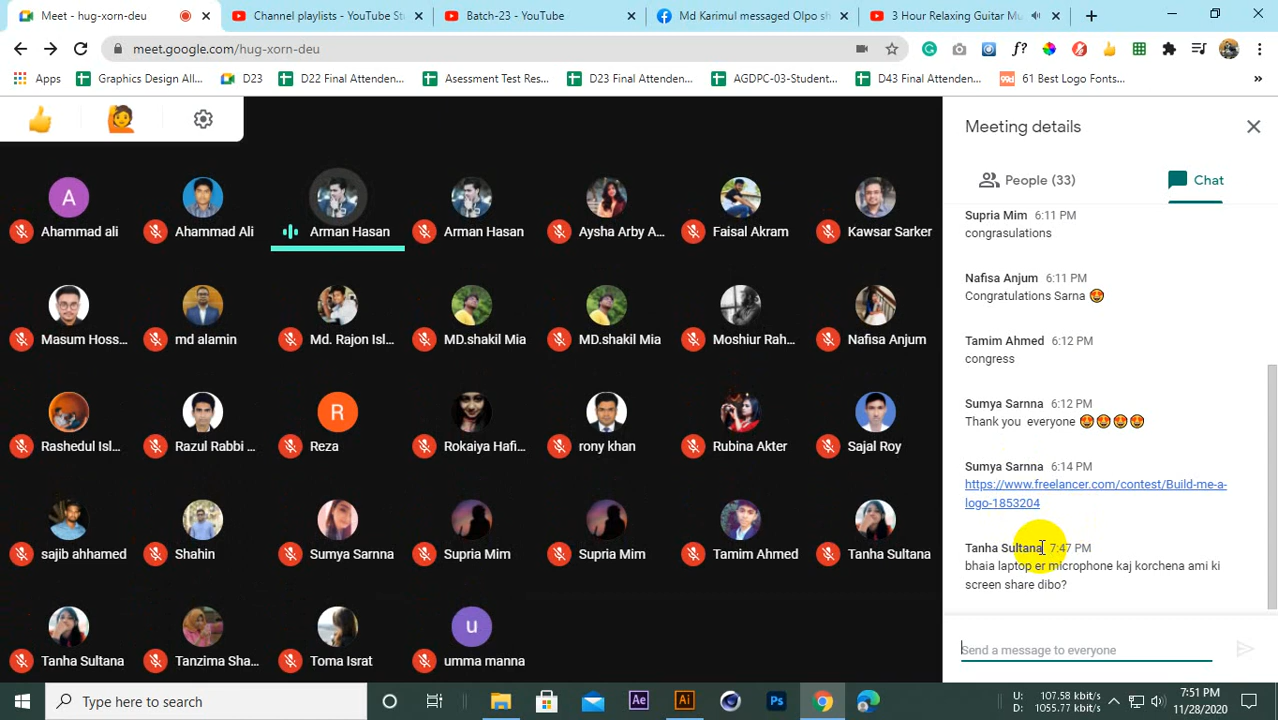 Meet - hug-xorn-deu
Channel playlists - YouTube St
Batch-23 - YouTube
Md Karimul messaged Olpo sh
3 Hour Relaxing Guitar Mu
meet.google.com/hug-xorn-deu
Apps
Graphics Design All...
D23
D22 Final Attenden...
Asessment Test Res...
D23 Final Attenden...
AGDPC-03-Student...
D43 Final Attenden...
61 Best Logo Fonts...
Meeting details
People (33)
Chat
A
Ahammad ali
Ahammad Ali
Arman Hasan
Arman Hasan
Aysha Arby A...
Faisal Akram
Kawsar Sarker
Masum Hoss...
md alamin
Md. Rajon Isl...
MD.shakil Mia
MD.shakil Mia
Moshiur Rah...
Nafisa Anjum
R
Rashedul Isl...
Razul Rabbi ...
Reza
Rokaiya Hafi...
rony khan
Rubina Akter
Sajal Roy
sajib ahhamed
Shahin
Sumya Sarnna
Supria Mim
Supria Mim
Tamim Ahmed
Tanha Sultana
u
Tanha Sultana
Tanzima Sha...
Toma Israt
umma manna
Supria Mim 6:11 PM
congrasulations
Nafisa Anjum 6:11 PM
Congratulations Sarna 😍
Tamim Ahmed 6:12 PM
congress
Sumya Sarnna 6:12 PM
Thank you everyone 😍😍😍😍
Sumya Sarnna 6:14 PM
https://www.freelancer.com/contest/Build-me-a-
logo-1853204
Tanha Sultana 7:47 PM
bhaia laptop er microphone kaj korchena ami ki
screen share dibo?
Send a message to everyone
Type here to search
Ae
Ai
Ps
U: 107.58 kbit/s
D: 1055.77 kbit/s
7:51 PM
11/28/2020